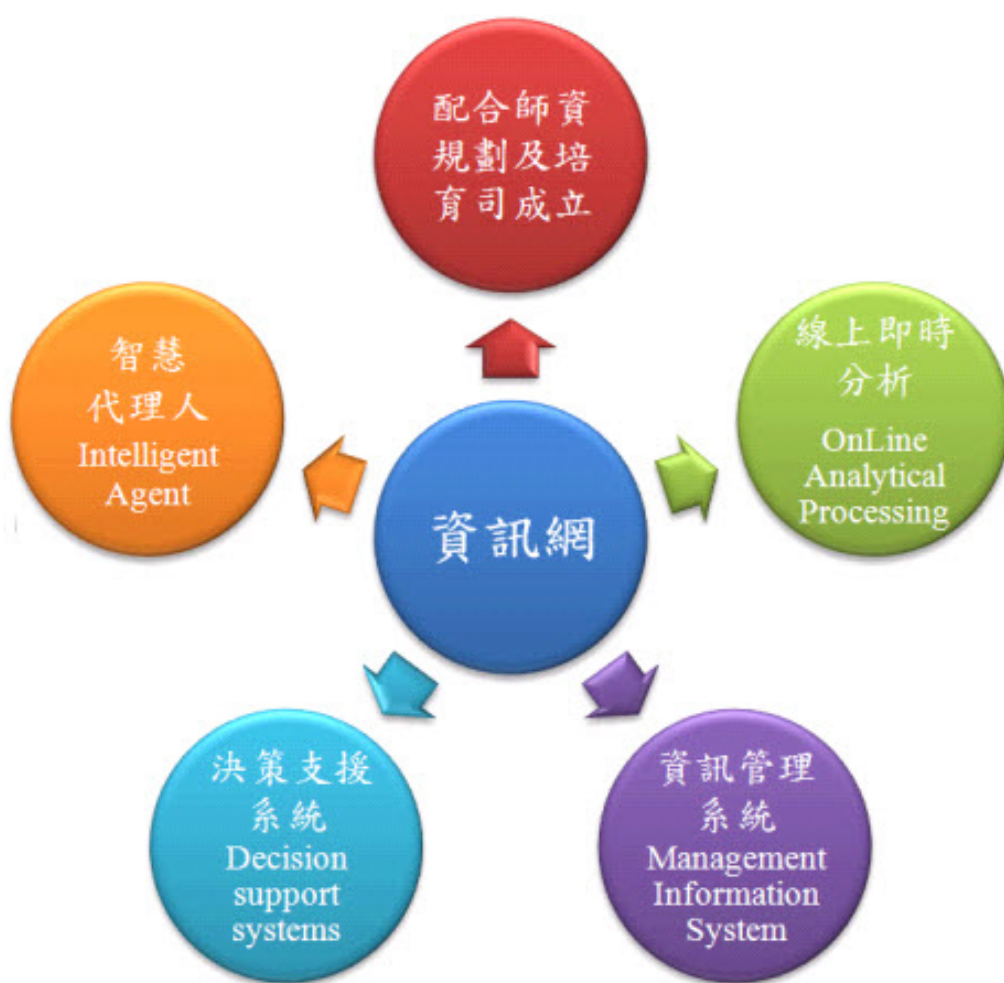 配合師資
規劃及培
育司成立
智慧
代理人
Intelligent
Agent
線上即時
分析
OnLine
Analytical
Processing
資訊網
決策支援
系統
Decision
support
systems
資訊管理
系統
Management
Information
System